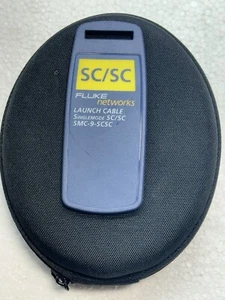 SC/SC
FLUKE
networks
LAUNCH CABLE
SINGLEMODE SC/SC
SMC-9-SCSC